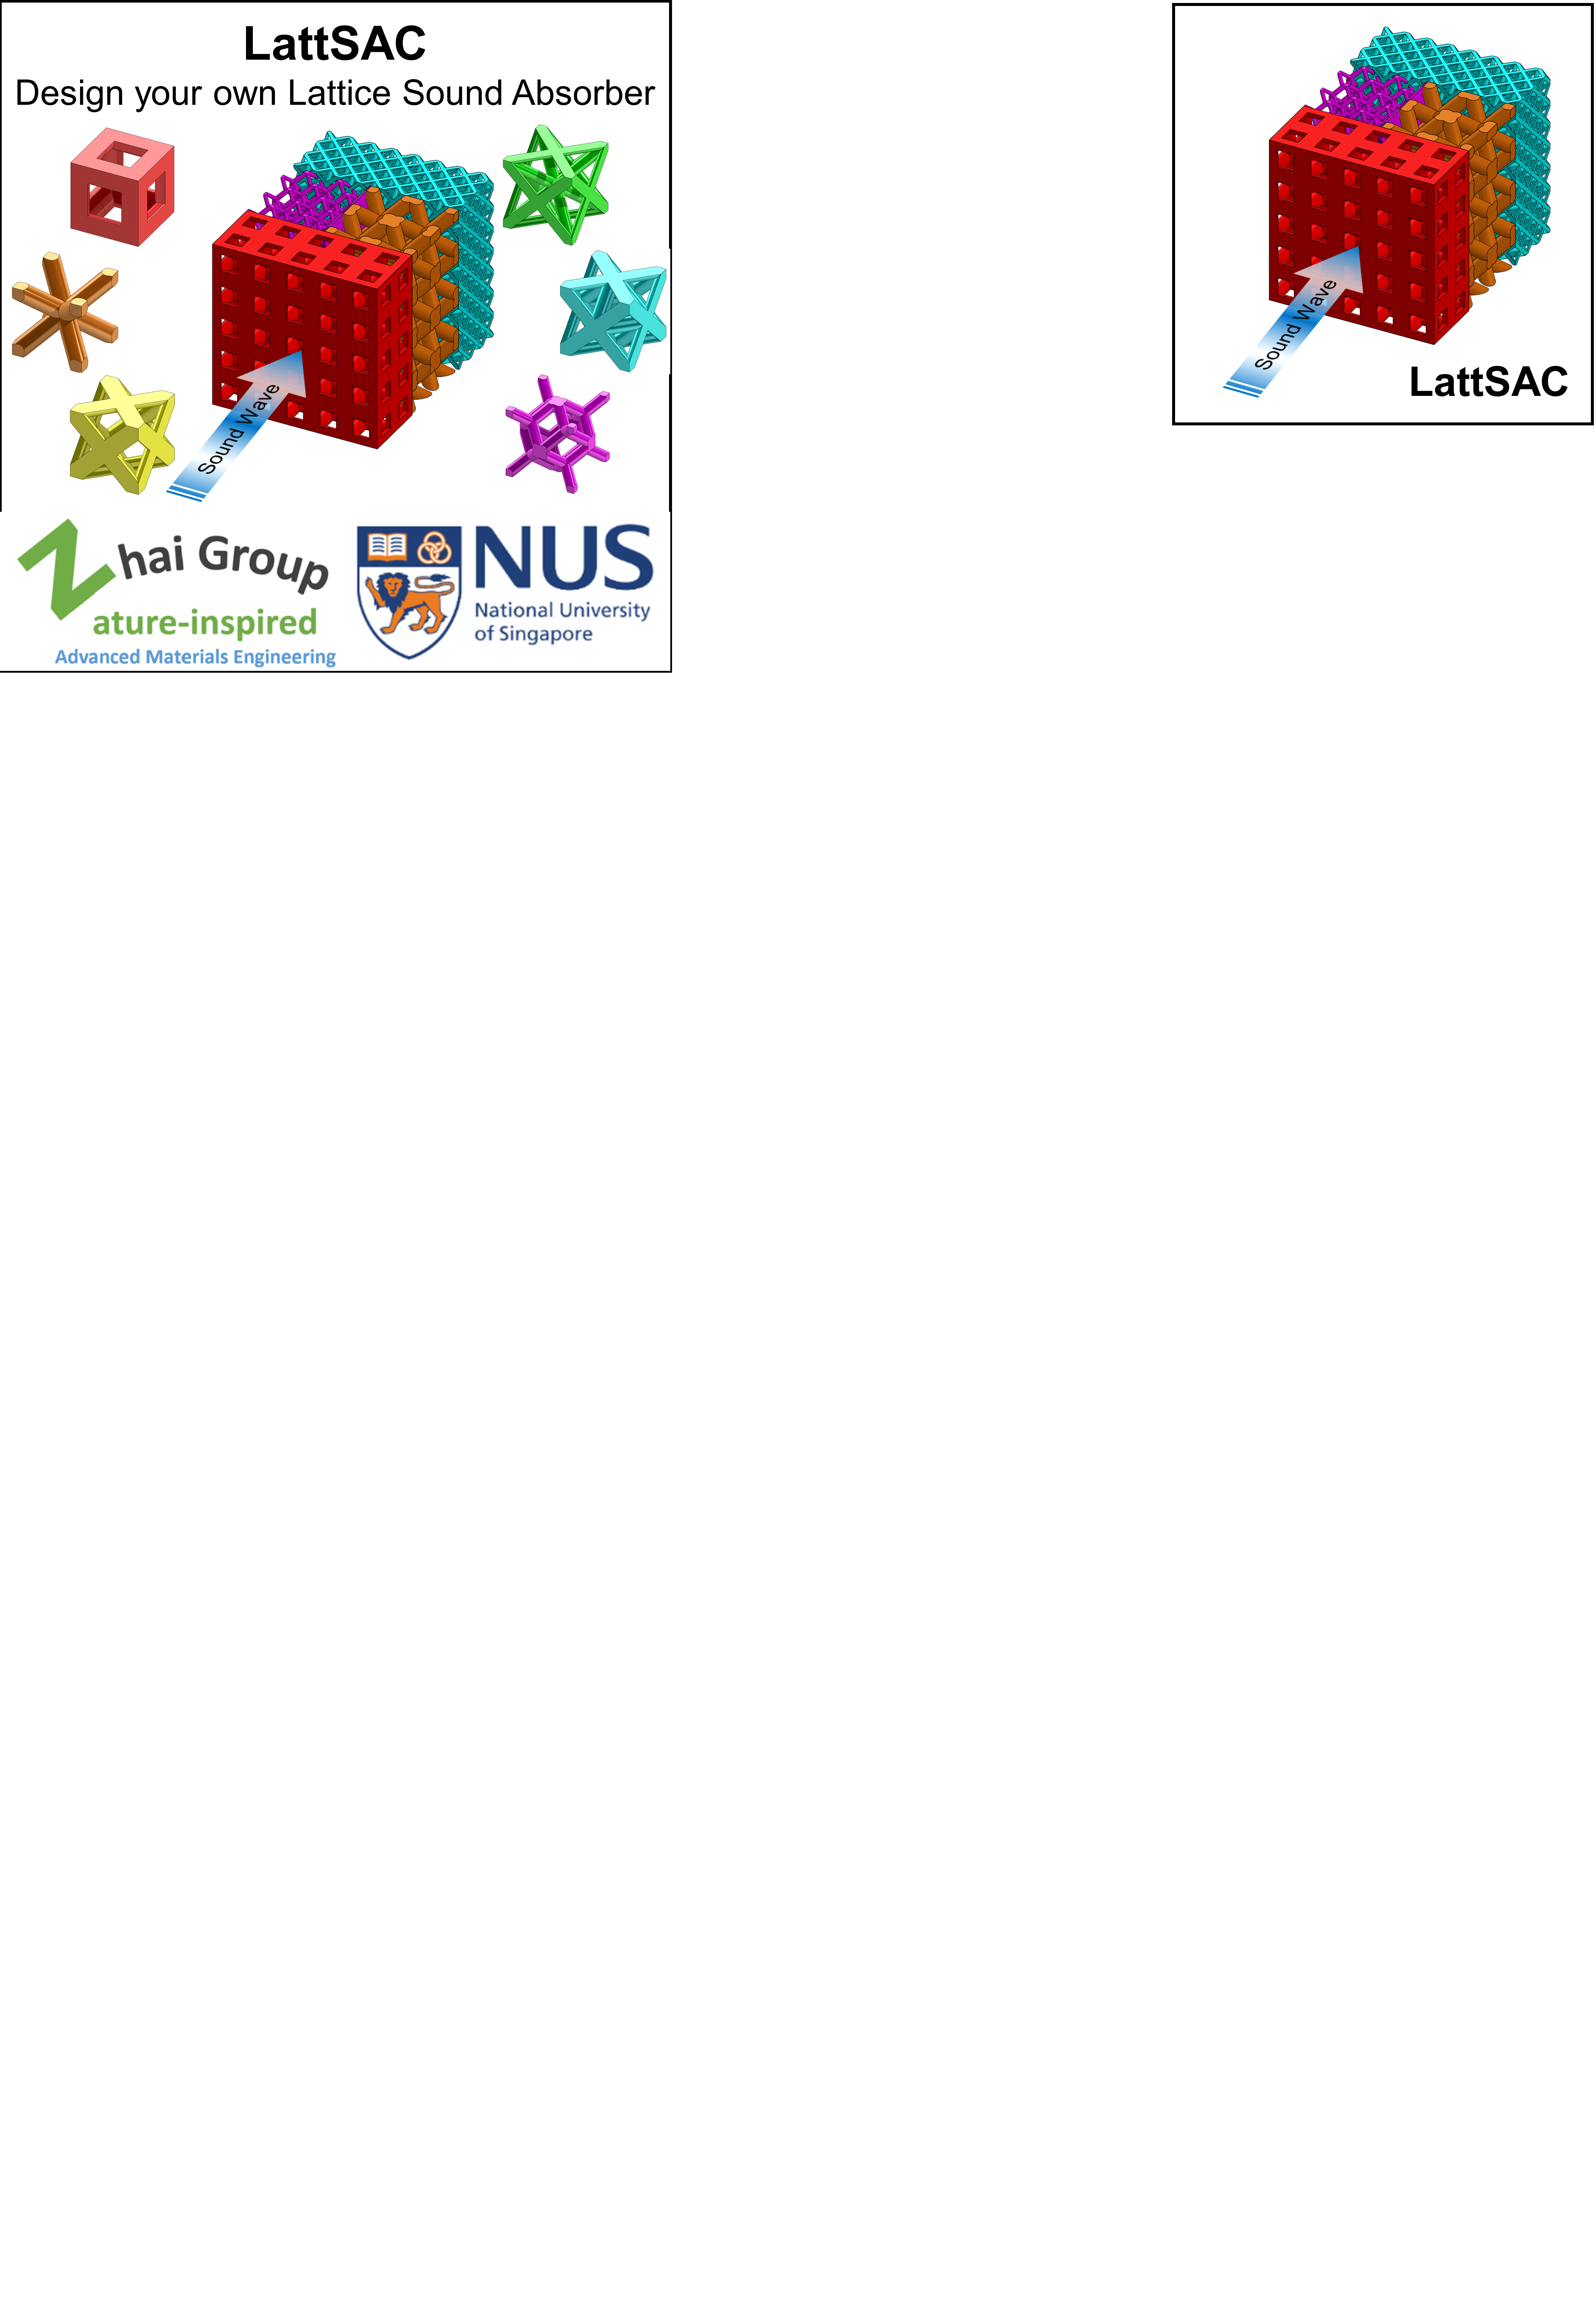 LattSAC
Design your own Lattice Sound Absorber
Sound Wave
Zhai Group
ature-inspired
Advanced Materials Engineering
NUS
National University
of Singapore
Sound Wave
LattSAC